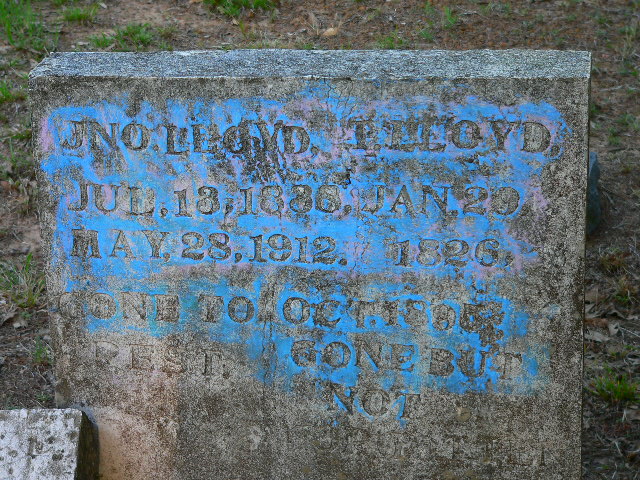 JNO. LLOYD. T. LLOYD.
JUL. 13, 1836, JAN. 29
MAY, 28, 1912. 1826.
GONE TO OCT.
REST. GONE BUT
NOT